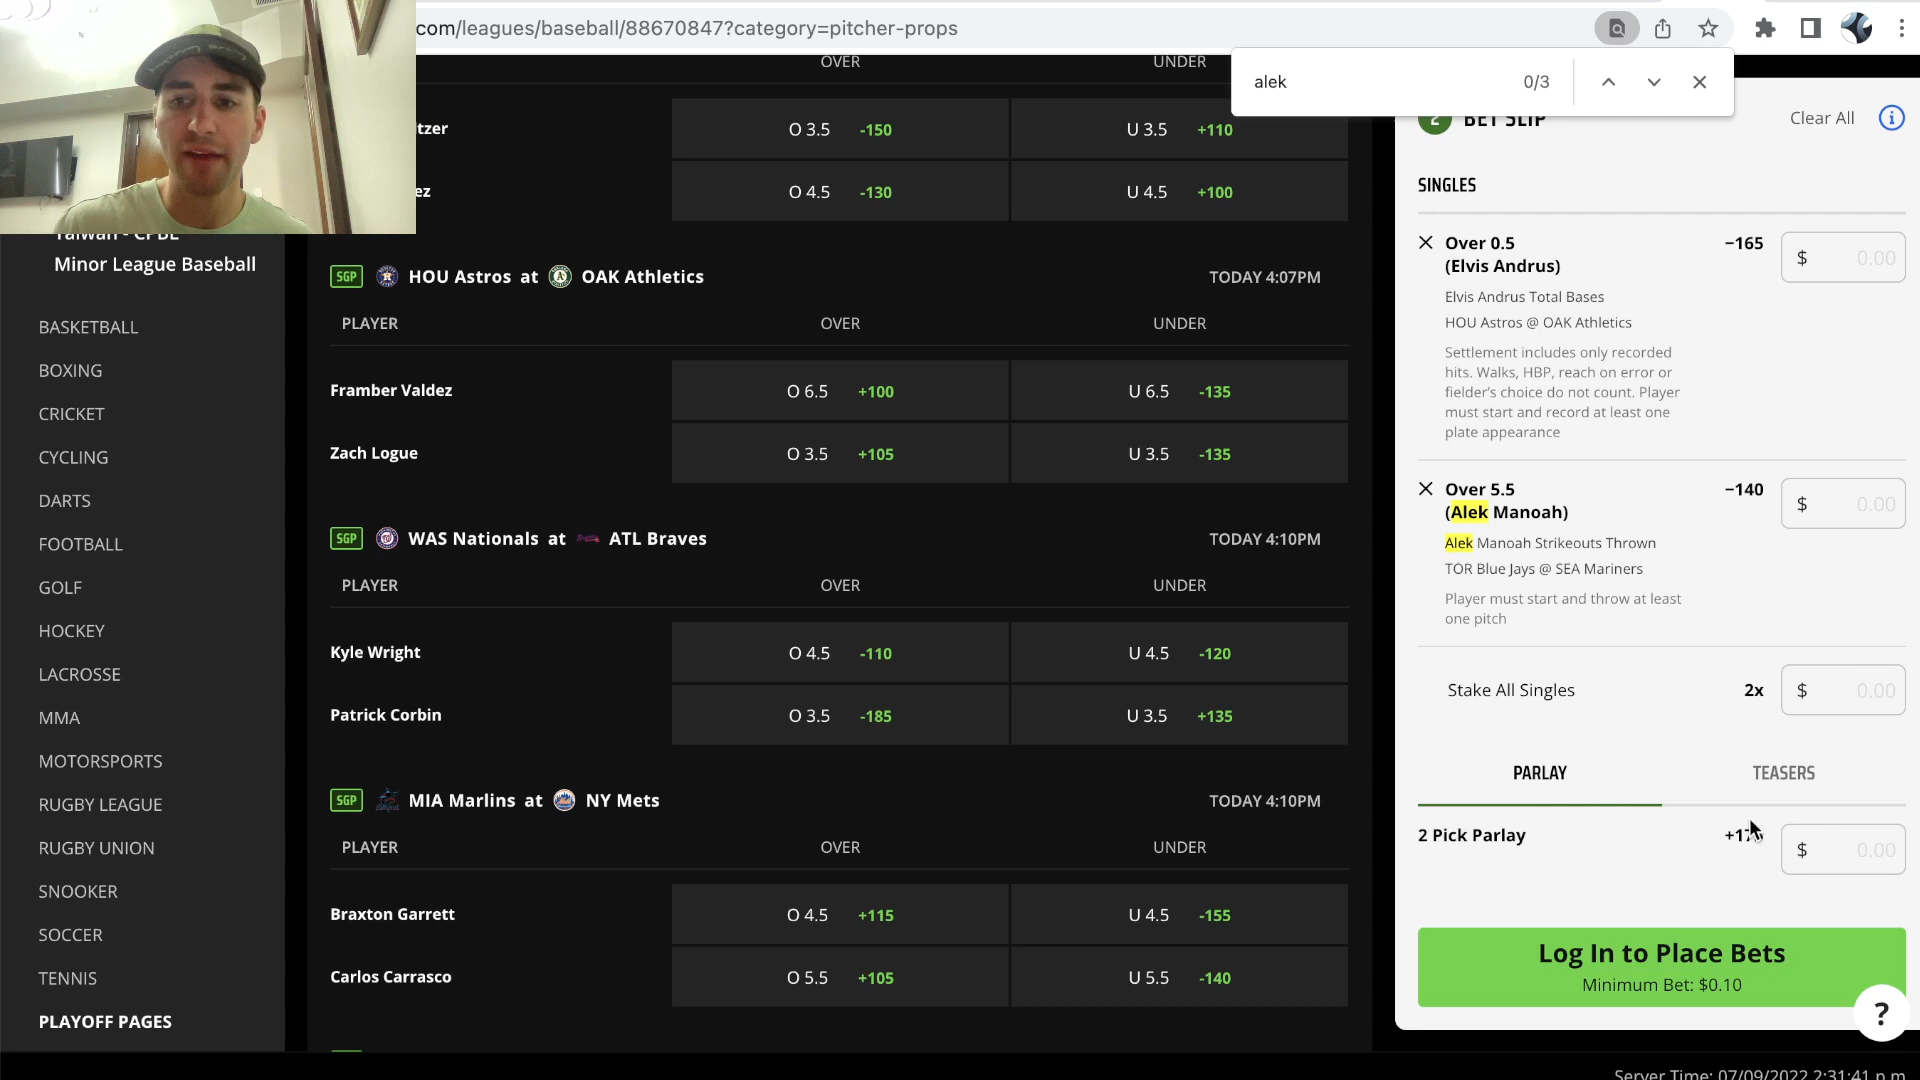 com/leagues/baseball/88670847?category=pitcher-props
alek 0/3
OVER UNDER
O 3.5 -150 U 3.5 +110
O 4.5 -130 U 4.5 +100
Minor League Baseball
BASKETBALL
BOXING
CRICKET
CYCLING
DARTS
FOOTBALL
GOLF
HOCKEY
LACROSSE
MMA
MOTORSPORTS
RUGBY LEAGUE
RUGBY UNION
SNOOKER
SOCCER
TENNIS
PLAYOFF PAGES
SGP HOU Astros at OAK Athletics TODAY 4:07PM
PLAYER OVER UNDER
Framber Valdez O 6.5 +100 U 6.5 -135
Zach Logue O 3.5 +105 U 3.5 -135
SGP WAS Nationals at ATL Braves TODAY 4:10PM
PLAYER OVER UNDER
Kyle Wright O 4.5 -110 U 4.5 -120
Patrick Corbin O 3.5 -185 U 3.5 +135
SGP MIA Marlins at NY Mets TODAY 4:10PM
PLAYER OVER UNDER
Braxton Garrett O 4.5 +115 U 4.5 -155
Carlos Carrasco O 5.5 +105 U 5.5 -140
2 BET SLIP Clear All
SINGLES
Over 0.5 −165 $ 0.00
(Elvis Andrus)
Elvis Andrus Total Bases
HOU Astros @ OAK Athletics
Settlement includes only recorded
hits. Walks, HBP, reach on error or
fielder's choice do not count. Player
must start and record at least one
plate appearance
Over 5.5 −140 $ 0.00
(Alek Manoah)
Alek Manoah Strikeouts Thrown
TOR Blue Jays @ SEA Mariners
Player must start and throw at least
one pitch
Stake All Singles 2x $ 0.00
PARLAY TEASERS
2 Pick Parlay $ 0.00
Log In to Place Bets
Minimum Bet: $0.10
?
Server Time: 07/09/2022 2:31:41 p.m